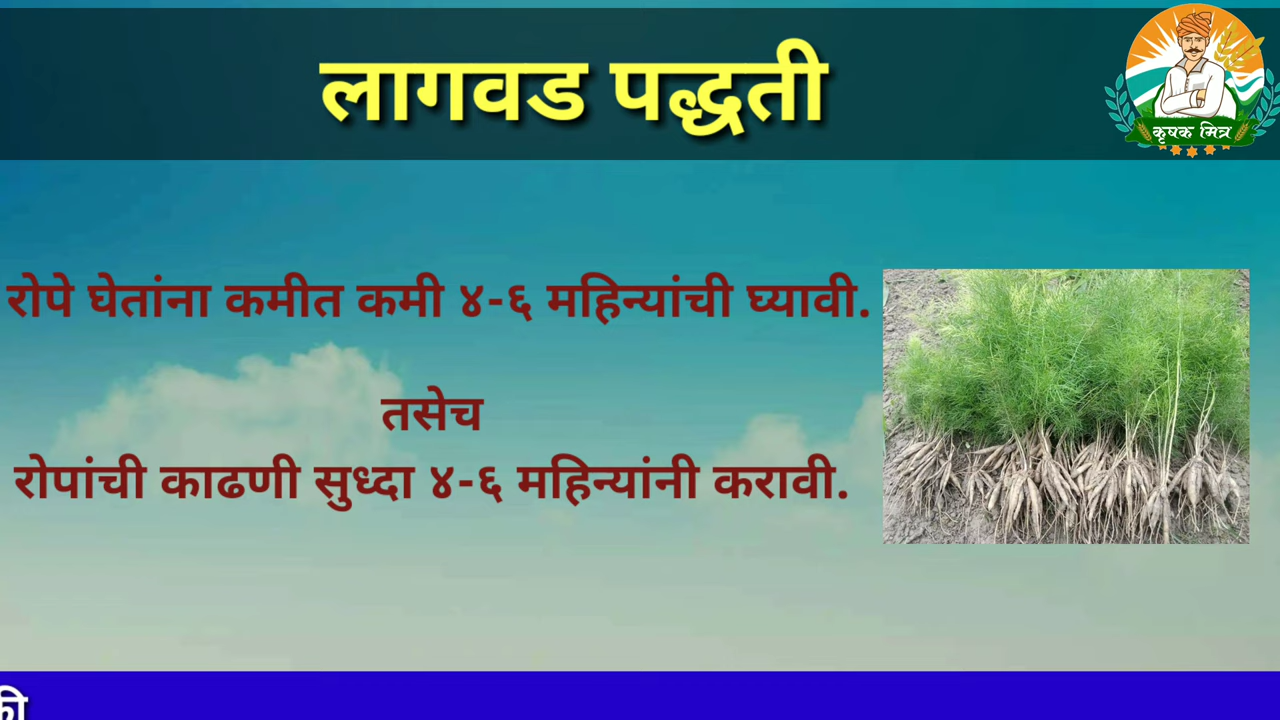 लागवड पद्धती
कृषक मित्र
रोपे घेतांना कमीत कमी ४-६ महिन्यांची घ्यावी.
तसेच
रोपांची काढणी सुध्दा ४-६ महिन्यांनी करावी.